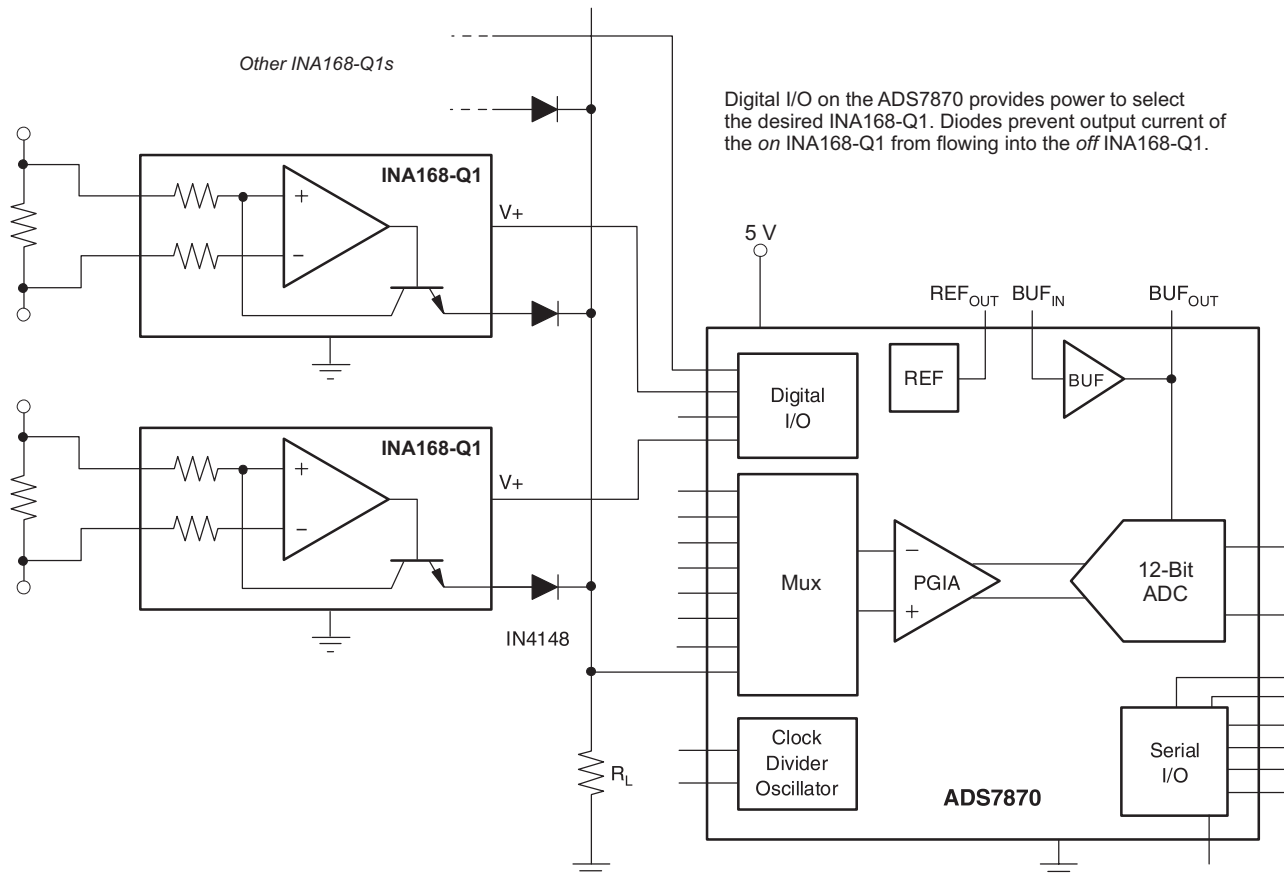 Other INA168-Q1s
Digital I/O on the ADS7870 provides power to select
the desired INA168-Q1. Diodes prevent output current of
the on INA168-Q1 from flowing into the off INA168-Q1.
INA168-Q1
+
V+
−
5 V
REFOUT
BUFIN
BUFOUT
REF
BUF
Digital
I/O
INA168-Q1
+
V+
−
IN4148
Mux
−
PGIA
+
12-Bit
ADC
RL
Clock
Divider
Oscillator
Serial
I/O
ADS7870